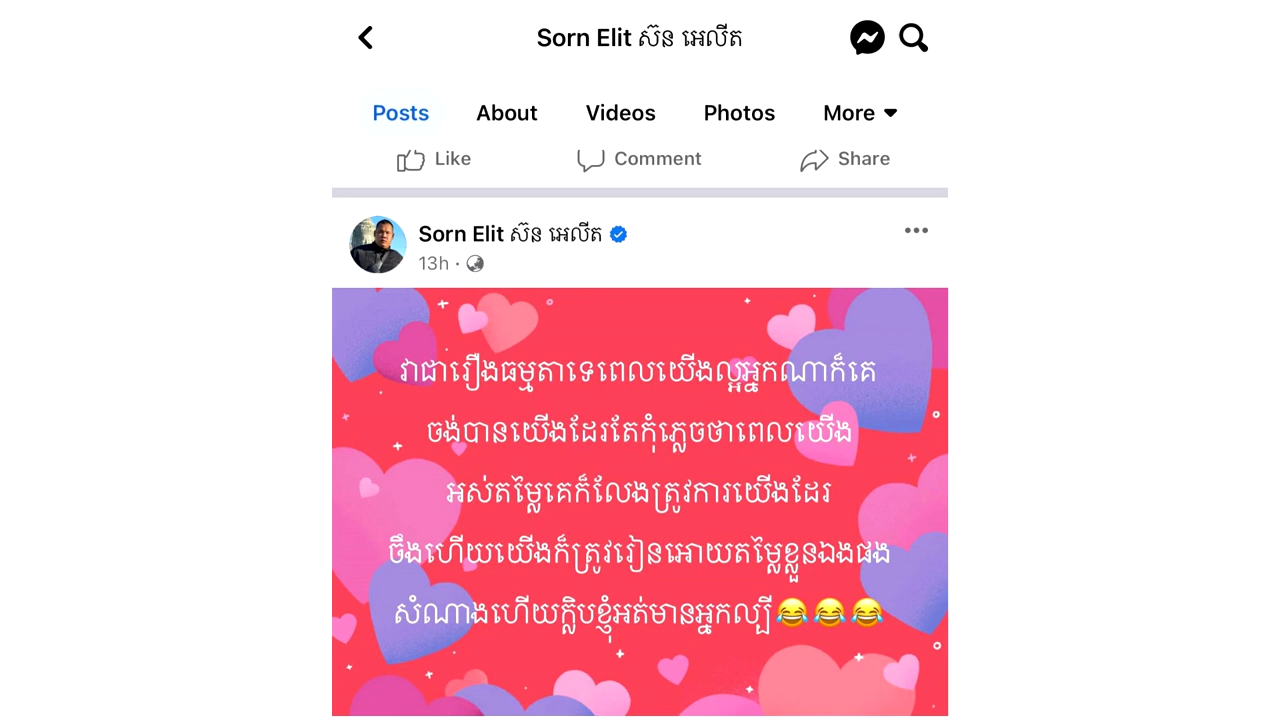 Sorn Elit ស៊ន អេលីត
Posts About Videos Photos More
Like Comment Share
Sorn Elit ស៊ន អេលីត
13h ·
វាជារឿងធម្មតាទេពេលយើងល្អអ្នកណាក៏គេ
ចង់បានយើងដែរតែកុំភ្លេចថាពេលយើង
អស់តម្លៃគេក៏លែងត្រូវការយើងដែរ
ចឹងហើយយើងក៏ត្រូវរៀនអោយតម្លៃខ្លួនឯងផង
សំណាងហើយក្លិបខ្ញុំអត់មានអ្នកល្បី😂😂😂